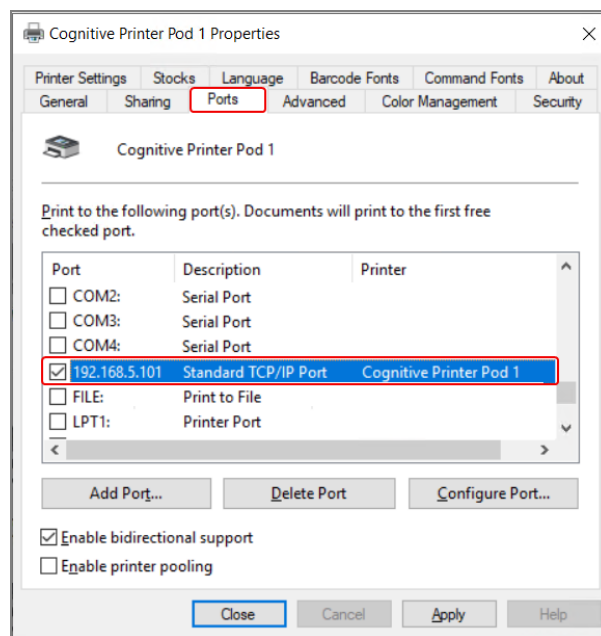 Cognitive Printer Pod 1 Properties
Printer Settings Stocks Language Barcode Fonts Command Fonts About
General Sharing Ports Advanced Color Management Security
Cognitive Printer Pod 1
Print to the following port(s). Documents will print to the first free
checked port.
Port Description Printer
COM2: Serial Port
COM3: Serial Port
COM4: Serial Port
192.168.5.101 Standard TCP/IP Port Cognitive Printer Pod 1
FILE: Print to File
LPT1: Printer Port
Add Port... Delete Port Configure Port...
Enable bidirectional support
Enable printer pooling
Close Cancel Apply Help